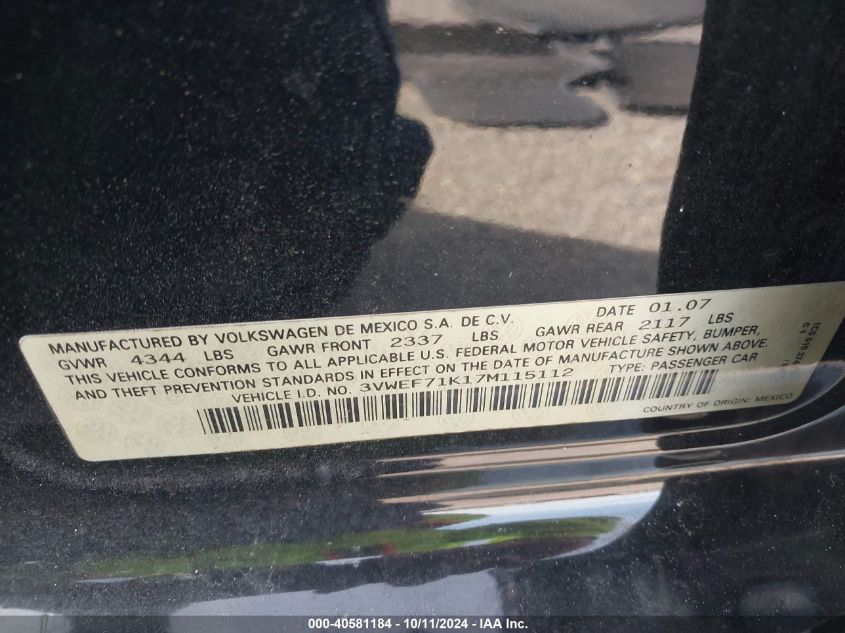 MANUFACTURED BY VOLKSWAGEN DE MEXICO S.A. DE C.V. DATE 01.07
GVWR 4344 LBS GAWR FRONT 2337 LBS GAWR REAR 2117 LBS
THIS VEHICLE CONFORMS TO ALL APPLICABLE U.S. FEDERAL MOTOR VEHICLE SAFETY, BUMPER,
AND THEFT PREVENTION STANDARDS IN EFFECT ON THE DATE OF MANUFACTURE SHOWN ABOVE.
VEHICLE I.D. NO. 3VWEF71K17M115112 TYPE: PASSENGER CAR
COUNTRY OF ORIGIN: MEXICO
000-40581184 - 10/11/2024 - IAA Inc.